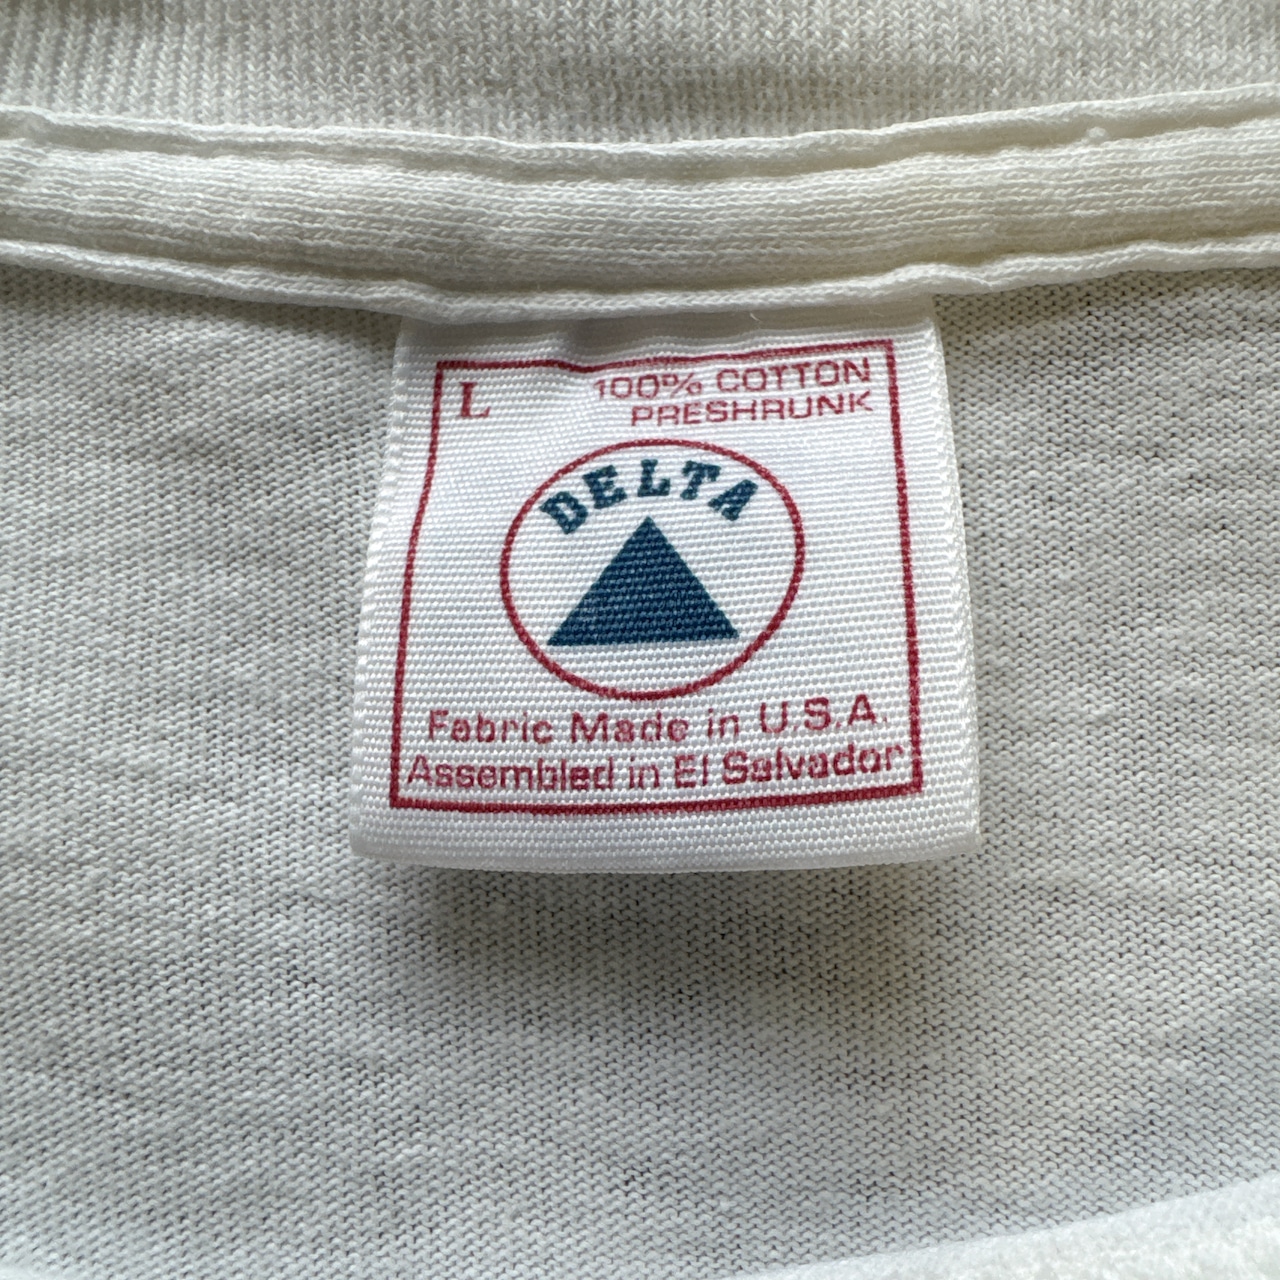 L
100% COTTON
PRESHRUNK
DELTA
Fabric Made in U.S.A.
Assembled in El Salvador